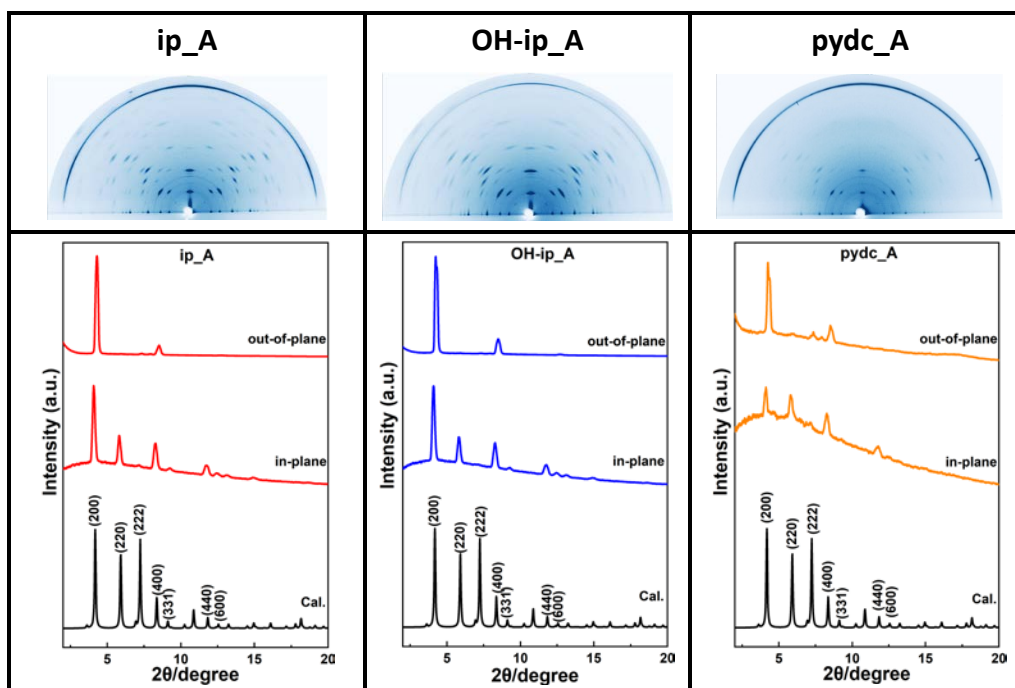 ip_A
OH-ip_A
pydc_A
ip_A
out-of-plane
in-plane
Cal.
(200)
(220)
(222)
(400)
(331)
(440)
(600)
Intensity (a.u.)
5 10 15 20
2θ/degree
OH-ip_A
out-of-plane
in-plane
Cal.
(200)
(220)
(222)
(400)
(331)
(440)
(600)
Intensity (a.u.)
5 10 15 20
2θ/degree
pydc_A
out-of-plane
in-plane
Cal.
(200)
(220)
(222)
(400)
(331)
(440)
(600)
Intensity (a.u.)
5 10 15 20
2θ/degree